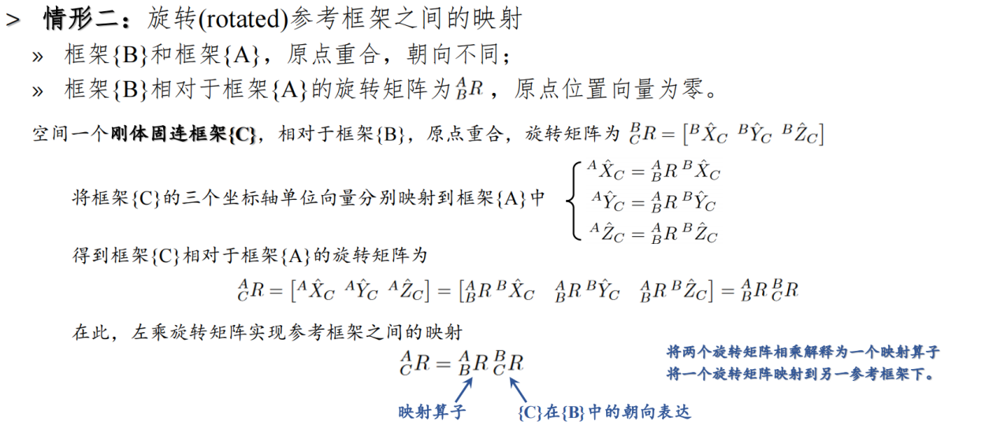 > 情形二：旋转(rotated)参考框架之间的映射
» 框架{B}和框架{A}，原点重合，朝向不同；
» 框架{B}相对于框架{A}的旋转矩阵为 ${}^{A}_{B}R$ ，原点位置向量为零。
空间一个刚体固连框架{C}，相对于框架{B}，原点重合，旋转矩阵为 ${}^{B}_{C}R = [{}^{B}\hat{X}_{C} \; {}^{B}\hat{Y}_{C} \; {}^{B}\hat{Z}_{C}]$
${}^{A}\hat{X}_{C} = {}^{A}_{B}R \, {}^{B}\hat{X}_{C}$
将框架{C}的三个坐标轴单位向量分别映射到框架{A}中 ${}^{A}\hat{Y}_{C} = {}^{A}_{B}R \, {}^{B}\hat{Y}_{C}$
${}^{A}\hat{Z}_{C} = {}^{A}_{B}R \, {}^{B}\hat{Z}_{C}$
得到框架{C}相对于框架{A}的旋转矩阵为
${}^{A}_{C}R = [{}^{A}\hat{X}_{C} \; {}^{A}\hat{Y}_{C} \; {}^{A}\hat{Z}_{C}] = [{}^{A}_{B}R \, {}^{B}\hat{X}_{C} \quad {}^{A}_{B}R \, {}^{B}\hat{Y}_{C} \quad {}^{A}_{B}R \, {}^{B}\hat{Z}_{C}] = {}^{A}_{B}R \, {}^{B}_{C}R$
在此，左乘旋转矩阵实现参考框架之间的映射
${}^{A}_{C}R = {}^{A}_{B}R \, {}^{B}_{C}R$
将两个旋转矩阵相乘解释为一个映射算子
将一个旋转矩阵映射到另一参考框架下。
映射算子
{C}在{B}中的朝向表达